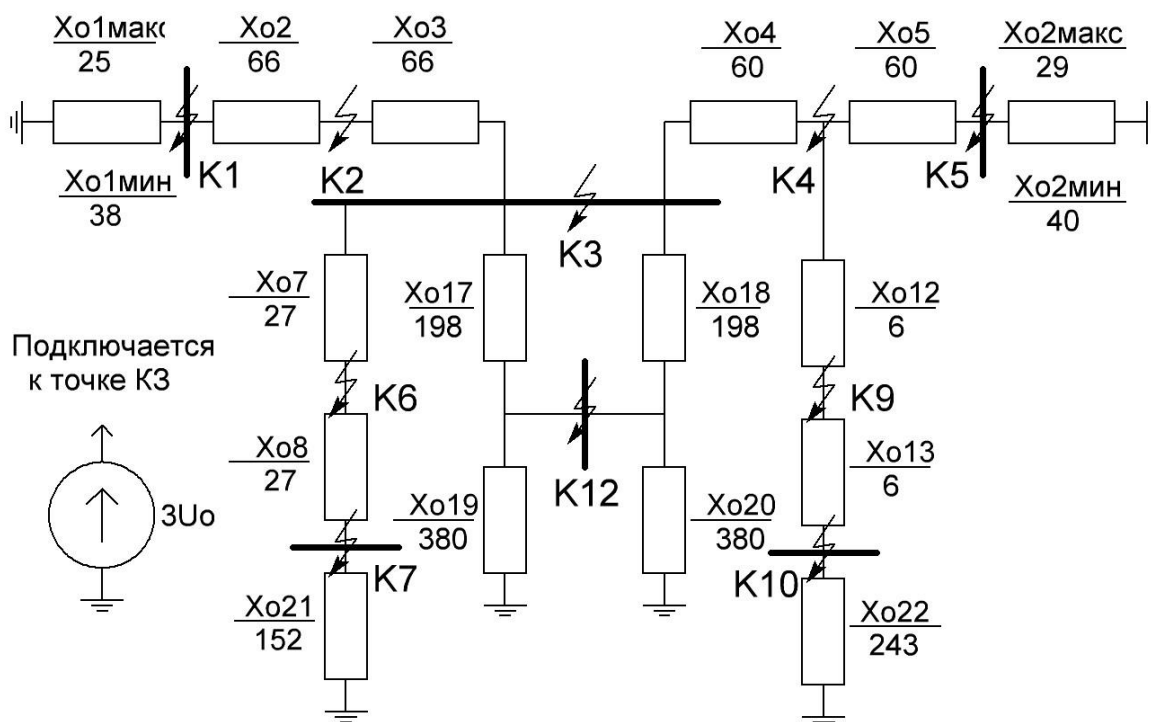 Xo1макс
25
Xo2
66
Xo3
66
Xo4
60
Xo5
60
Xo2макс
29
K1
K2
K4
K5
Xo1мин
38
Xo2мин
40
K3
Xo7
27
Xo17
198
Xo18
198
Xo12
6
Подключается
к точке К3
K6
K9
Xo8
27
Xo13
6
K12
3Uo
Xo19
380
Xo20
380
K7
K10
Xo21
152
Xo22
243